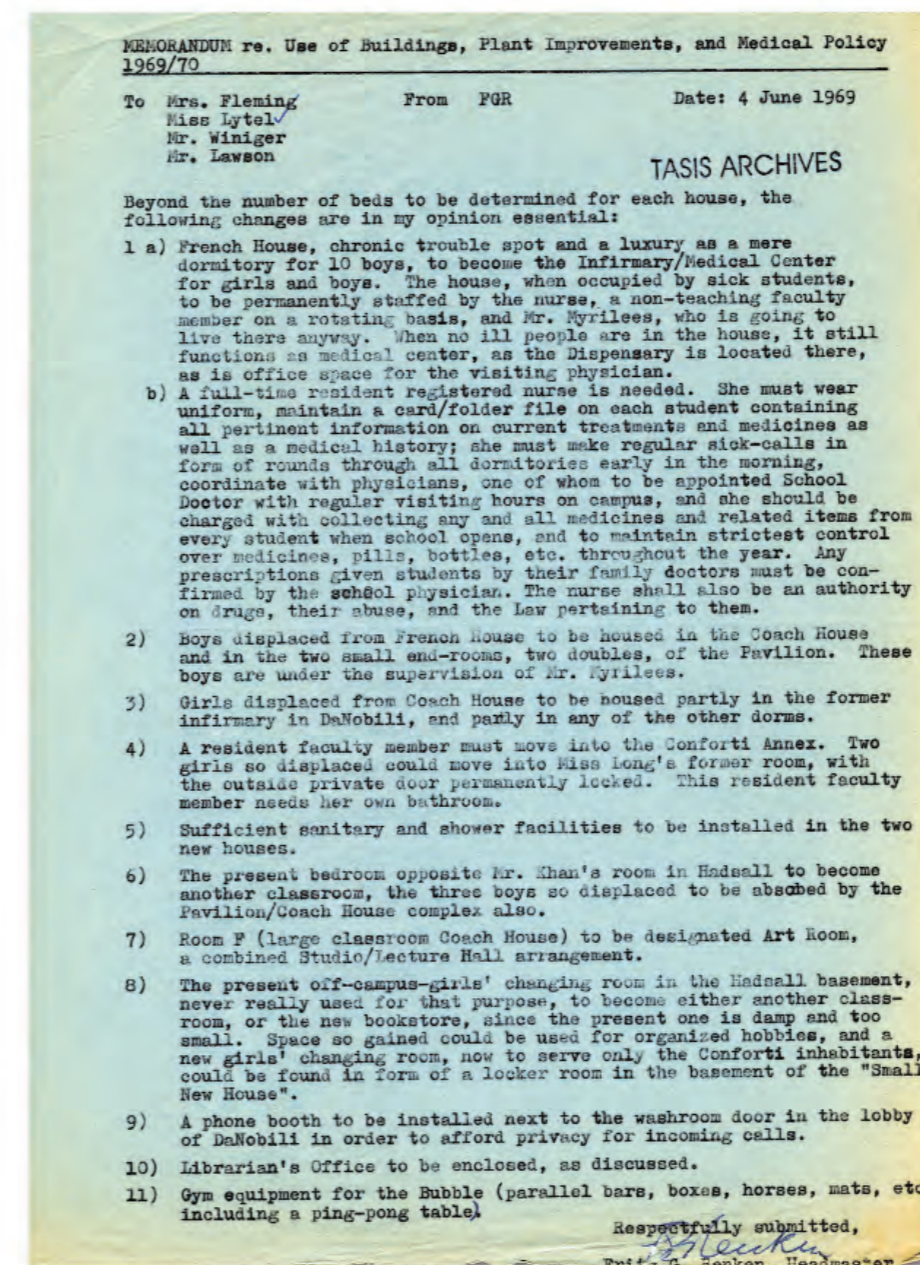 MEMORANDUM re. Use of Buildings, Plant Improvements, and Medical Policy
1969/70
To Mrs. Fleming From FGR Date: 4 June 1969
Miss Lytel
Mr. Winiger
Mr. Lawson
TASIS ARCHIVES
Beyond the number of beds to be determined for each house, the
following changes are in my opinion essential:
1 a) French House, chronic trouble spot and a luxury as a mere
dormitory for 10 boys, to become the Infirmary/Medical Center
for girls and boys. The house, when occupied by sick students,
to be permanently staffed by the nurse, a non-teaching faculty
member on a rotating basis, and Mr. Myrilees, who is going to
live there anyway. When no ill people are in the house, it still
functions as medical center, as the Dispensary is located there,
as is office space for the visiting physician.
b) A full-time resident registered nurse is needed. She must wear
uniform, maintain a card/folder file on each student containing
all pertinent information on current treatments and medicines as
well as a medical history; she must make regular sick-calls in
form of rounds through all dormitories early in the morning,
coordinate with physicians, one of whom to be appointed School
Doctor with regular visiting hours on campus, and she should be
charged with collecting any and all medicines and related items from
every student when school opens, and to maintain strictest control
over medicines, pills, bottles, etc. throughout the year. Any
prescriptions given students by their family doctors must be con-
firmed by the school physician. The nurse shall also be an authority
on drugs, their abuse, and the Law pertaining to them.
2) Boys displaced from French House to be housed in the Coach House
and in the two small end-rooms, two doubles, of the Pavilion. These
boys are under the supervision of Mr. Myrilees.
3) Girls displaced from Coach House to be housed partly in the former
infirmary in DaNobili, and partly in any of the other dorms.
4) A resident faculty member must move into the Conforti Annex. Two
girls so displaced could move into Miss Long's former room, with
the outside private door permanently locked. This resident faculty
member needs her own bathroom.
5) Sufficient sanitary and shower facilities to be installed in the two
new houses.
6) The present bedroom opposite Mr. Khan's room in Hadsall to become
another classroom, the three boys so displaced to be absobed by the
Pavilion/Coach House complex also.
7) Room F (large classroom Coach House) to be designated Art Room,
a combined Studio/Lecture Hall arrangement.
8) The present off-campus-girls' changing room in the Hadsall basement,
never really used for that purpose, to become either another class-
room, or the new bookstore, since the present one is damp and too
small. Space so gained could be used for organized hobbies, and a
new girls' changing room, now to serve only the Conforti inhabitants,
could be found in form of a locker room in the basement of the "Small
New House".
9) A phone booth to be installed next to the washroom door in the lobby
of DaNobili in order to afford privacy for incoming calls.
10) Librarian's Office to be enclosed, as discussed.
11) Gym equipment for the Bubble (parallel bars, boxes, horses, mats, etc
including a ping-pong table)
Respectfully submitted,
Headmaster